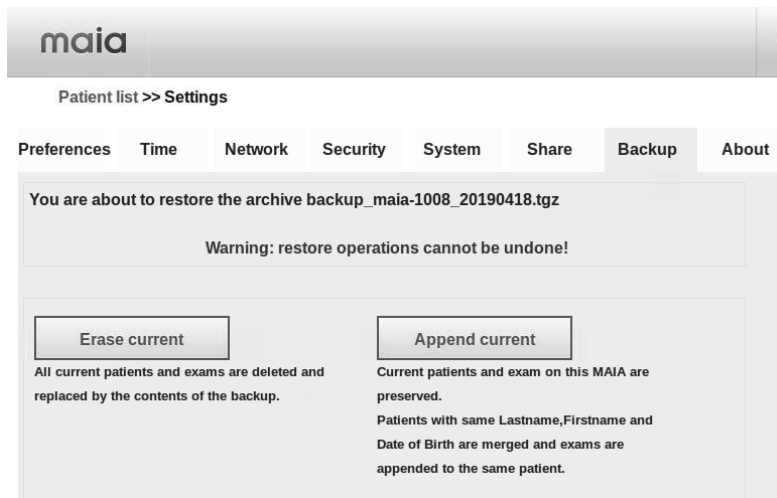 maia
Patient list >> Settings
Preferences Time Network Security System Share Backup About
You are about to restore the archive backup_maia-1008_20190418.tgz
Warning: restore operations cannot be undone!
Erase current
All current patients and exams are deleted and
replaced by the contents of the backup.
Append current
Current patients and exam on this MAIA are
preserved.
Patients with same Lastname,Firstname and
Date of Birth are merged and exams are
appended to the same patient.